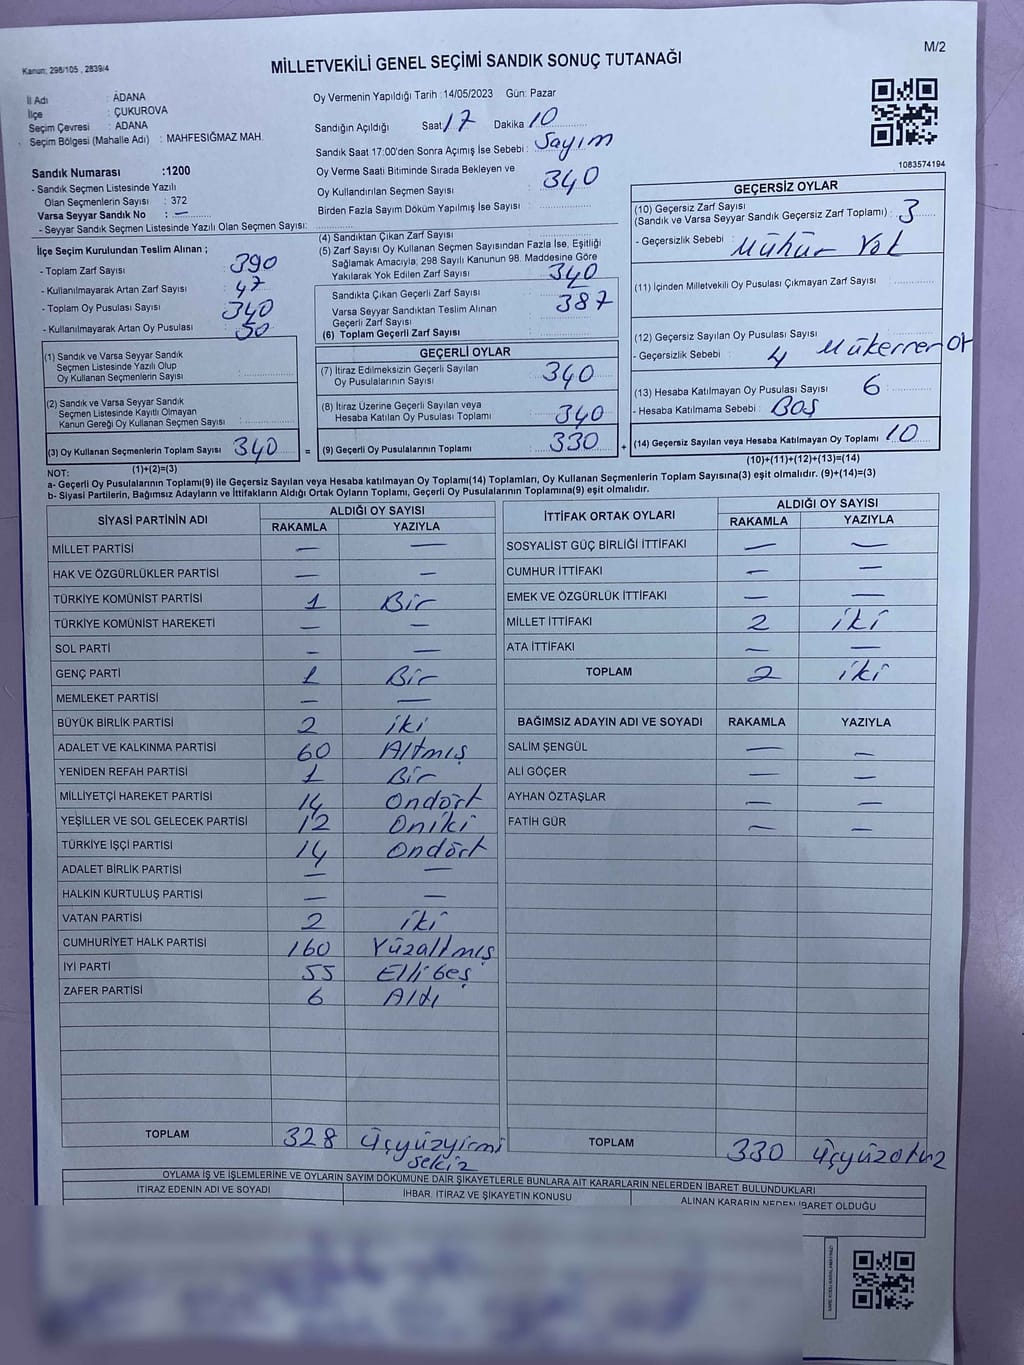 M/2
Kanun: 298/105 , 2839/4
MİLLETVEKİLİ GENEL SEÇİMİ SANDIK SONUÇ TUTANAĞI
İl Adı : ADANA
İlçe : ÇUKUROVA
Seçim Çevresi : ADANA
Seçim Bölgesi (Mahalle Adı) : MAHFESIĞMAZ MAH.
Oy Vermenin Yapıldığı Tarih :14/05/2023 Gün: Pazar
Sandığın Açıldığı Saat 17 Dakika 10
Sandık Saat 17:00'den Sonra Açımış İse Sebebi : Sayım
Oy Verme Saati Bitiminde Sırada Bekleyen ve
Oy Kullandırılan Seçmen Sayısı 340
Birden Fazla Sayım Döküm Yapılmış İse Sayısı :
1083574194
Sandık Numarası :1200
- Sandık Seçmen Listesinde Yazılı
Olan Seçmenlerin Sayısı : 372
Varsa Seyyar Sandık No : —
- Seyyar Sandık Seçmen Listesinde Yazılı Olan Seçmen Sayısı:
İlçe Seçim Kurulundan Teslim Alınan ;
- Toplam Zarf Sayısı : 390
- Kullanılmayarak Artan Zarf Sayısı : 47
- Toplam Oy Pusulası Sayısı : 340
- Kullanılmayarak Artan Oy Pusulası : 50
(1) Sandık ve Varsa Seyyar Sandık
Seçmen Listesinde Yazılı Olup
Oy Kullanan Seçmenlerin Sayısı :
(2) Sandık ve Varsa Seyyar Sandık
Seçmen Listesinde Kayıtlı Olmayan
Kanun Gereği Oy Kullanan Seçmen Sayısı :
(3) Oy Kullanan Seçmenlerin Toplam Sayısı 340
(1)+(2)=(3)
(4) Sandıktan Çıkan Zarf Sayısı
(5) Zarf Sayısı Oy Kullanan Seçmen Sayısından Fazla İse, Eşitliği
Sağlamak Amacıyla, 298 Sayılı Kanunun 98. Maddesine Göre
Yakılarak Yok Edilen Zarf Sayısı : 340
Sandıkta Çıkan Geçerli Zarf Sayısı
Varsa Seyyar Sandıktan Teslim Alınan 387
Geçerli Zarf Sayısı
(6) Toplam Geçerli Zarf Sayısı
GEÇERLİ OYLAR
(7) İtiraz Edilmeksizin Geçerli Sayılan
Oy Pusulalarının Sayısı : 340
(8) İtiraz Üzerine Geçerli Sayılan veya
Hesaba Katılan Oy Pusulası Toplamı 340
= (9) Geçerli Oy Pusulalarının Toplamı : 330
GEÇERSİZ OYLAR
(10) Geçersiz Zarf Sayısı
(Sandık ve Varsa Seyyar Sandık Geçersiz Zarf Toplamı) : 3
- Geçersizlik Sebebi : Mühür Yok
(11) İçinden Milletvekili Oy Pusulası Çıkmayan Zarf Sayısı
(12) Geçersiz Sayılan Oy Pusulası Sayısı
- Geçersizlik Sebebi : 4 Mükerrer Oy
(13) Hesaba Katılmayan Oy Pusulası Sayısı 6
- Hesaba Katılmama Sebebi : Boş
+ (14) Geçersiz Sayılan veya Hesaba Katılmayan Oy Toplamı 10
(10)+(11)+(12)+(13)=(14)
NOT:
a- Geçerli Oy Pusulalarının Toplamı(9) ile Geçersiz Sayılan veya Hesaba katılmayan Oy Toplamı(14) Toplamları, Oy Kullanan Seçmenlerin Toplam Sayısına(3) eşit olmalıdır. (9)+(14)=(3)
b- Siyasi Partilerin, Bağımsız Adayların ve İttifakların Aldığı Ortak Oyların Toplamı, Geçerli Oy Pusulalarının Toplamına(9) eşit olmalıdır.
SİYASİ PARTİNİN ADI ALDIĞI OY SAYISI
RAKAMLA YAZIYLA
MİLLET PARTİSİ — —
HAK VE ÖZGÜRLÜKLER PARTİSİ — —
TÜRKİYE KOMÜNİST PARTİSİ 1 Bir
TÜRKİYE KOMÜNİST HAREKETİ — —
SOL PARTİ — —
GENÇ PARTİ 1 Bir
MEMLEKET PARTİSİ — —
BÜYÜK BİRLİK PARTİSİ 2 iki
ADALET VE KALKINMA PARTİSİ 60 Altmış
YENİDEN REFAH PARTİSİ 1 Bir
MİLLİYETÇİ HAREKET PARTİSİ 14 Ondört
YEŞİLLER VE SOL GELECEK PARTİSİ 12 Oniki
TÜRKİYE İŞÇİ PARTİSİ 14 Ondört
ADALET BİRLİK PARTİSİ — —
HALKIN KURTULUŞ PARTİSİ — —
VATAN PARTİSİ 2 iki
CUMHURİYET HALK PARTİSİ 160 Yüzaltmış
İYİ PARTİ 55 Ellibeş
ZAFER PARTİSİ 6 Altı
TOPLAM 328 üçyüzyirmi
sekiz
İTTİFAK ORTAK OYLARI ALDIĞI OY SAYISI
RAKAMLA YAZIYLA
SOSYALİST GÜÇ BİRLİĞİ İTTİFAKI — —
CUMHUR İTTİFAKI — —
EMEK VE ÖZGÜRLÜK İTTİFAKI — —
MİLLET İTTİFAKI 2 iki
ATA İTTİFAKI — —
TOPLAM 2 iki
BAĞIMSIZ ADAYIN ADI VE SOYADI RAKAMLA YAZIYLA
SALİM ŞENGÜL — —
ALİ GÖÇER — —
AYHAN ÖZTAŞLAR — —
FATİH GÜR — —
TOPLAM 330 üçyüzotuz
OYLAMA İŞ VE İŞLEMLERİNE VE OYLARIN SAYIM DÖKÜMÜNE DAİR ŞİKAYETLERLE BUNLARA AİT KARARLARIN NELERDEN İBARET BULUNDUKLARI
İTİRAZ EDENİN ADI VE SOYADI İHBAR, İTİRAZ VE ŞİKAYETİN KONUSU ALINAN KARARIN NEDEN İBARET OLDUĞU